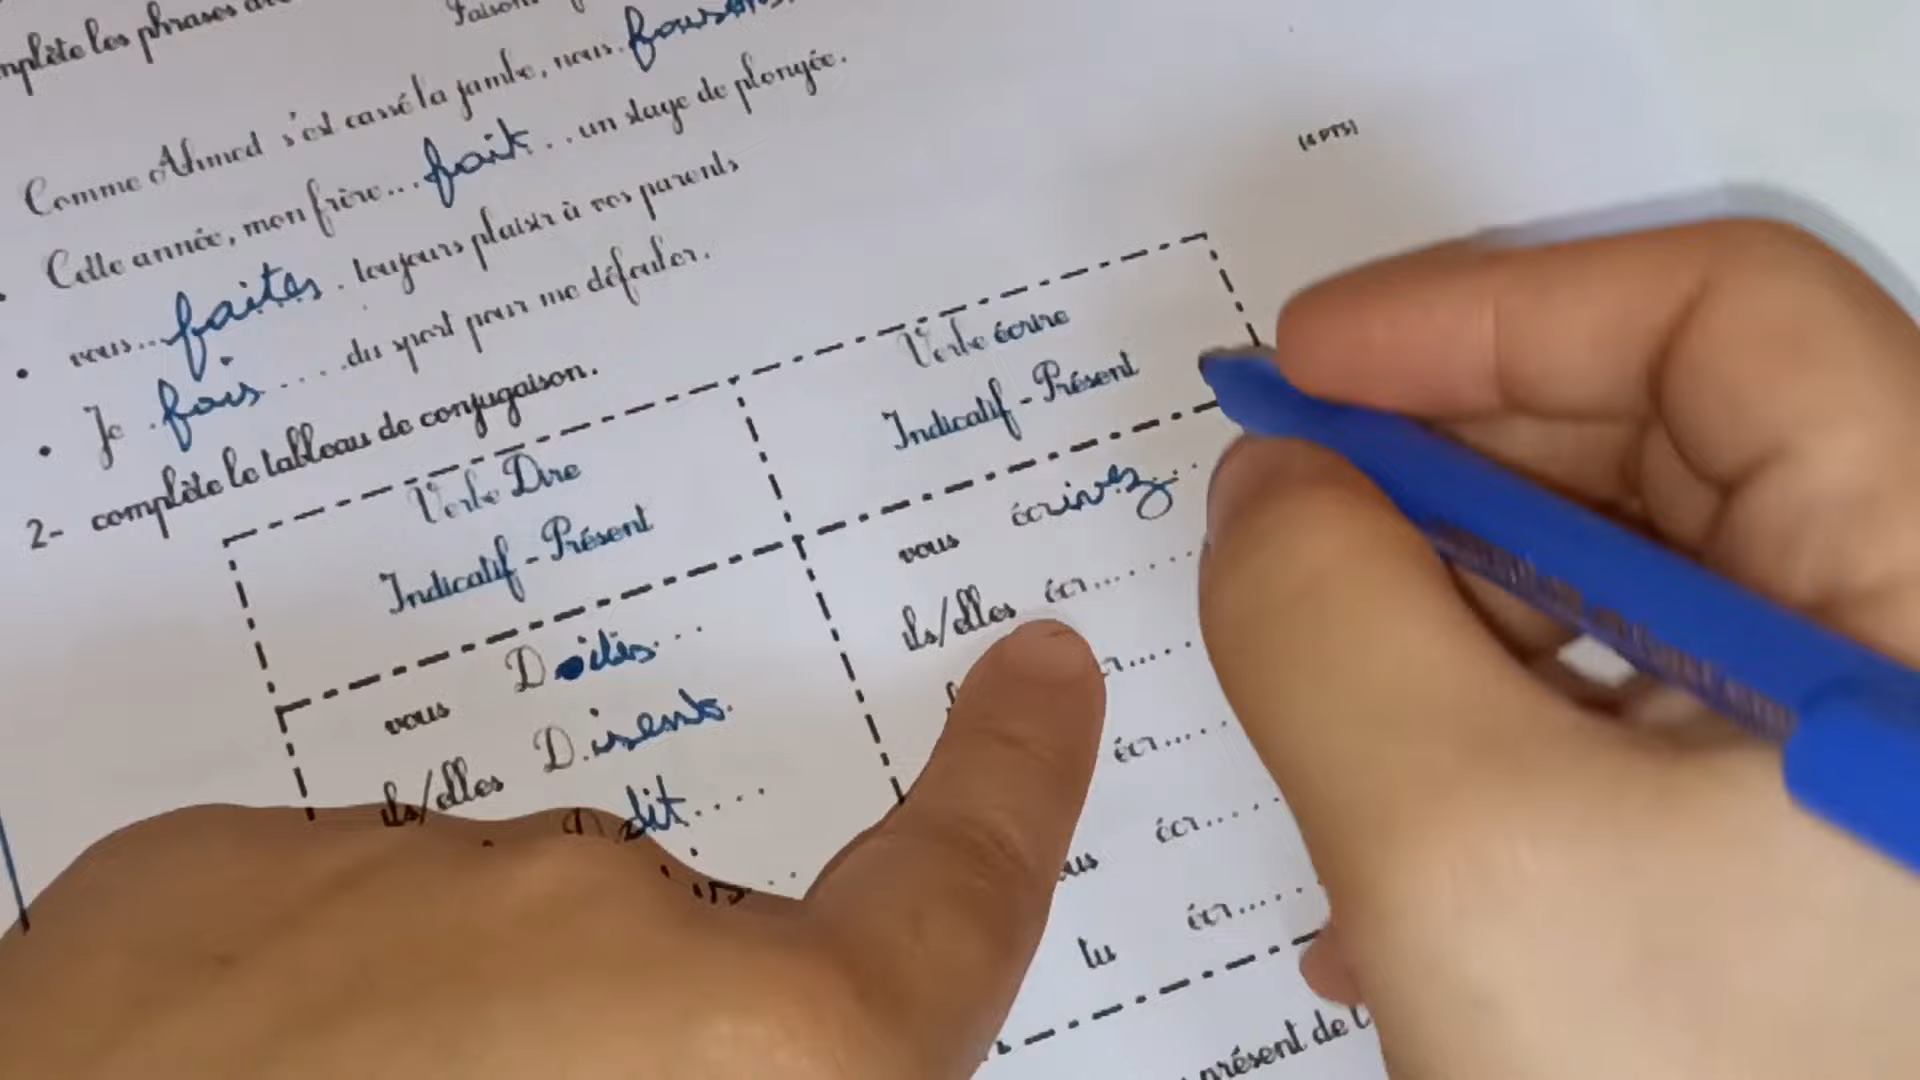 les phrases
Comme Ahmed s'est cassé la jambe, nous
Cette année, mon frère... fait .. un stage de plongée.
vous... faites . toujours plaisir à vos parents
Je . fais .... du sport pour me défouler.
2- complète le tableau de conjugaison.
(6 PTS)
Verbe Dire
Indicatif - Présent
vous D ites...
ils/elles D.isents.
dit....
Verbe écrire
Indicatif - Présent
vous écrivez..
ils/elles écr.......
écr.....
écr.....
tu écr.....
présent de